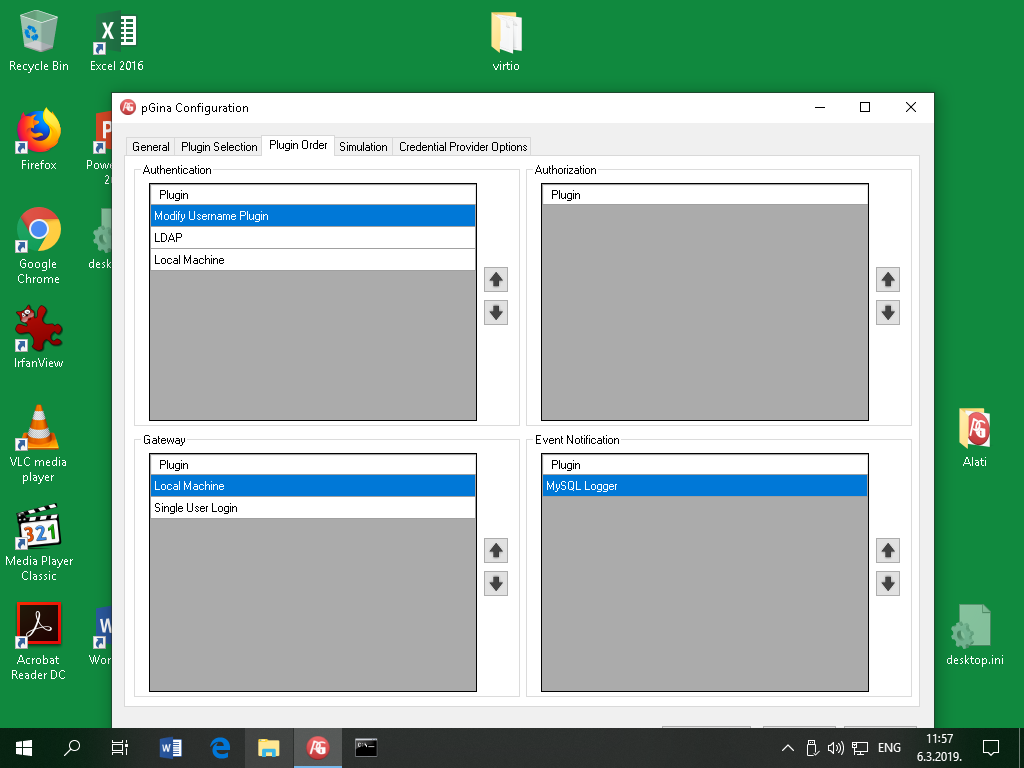 Recycle Bin
Excel 2016
virtio
pGina Configuration
Firefox
Pow
2
General
Plugin Selection
Plugin Order
Simulation
Credential Provider Options
Authentication
Plugin
Modify Username Plugin
LDAP
Local Machine
Authorization
Plugin
Google
Chrome
desk
IrfanView
VLC media
player
Gateway
Plugin
Local Machine
Single User Login
Event Notification
Plugin
MySQL Logger
Alati
321
Media Player
Classic
Acrobat
Reader DC
Wor
desktop.ini
ENG
11:57
6.3.2019.